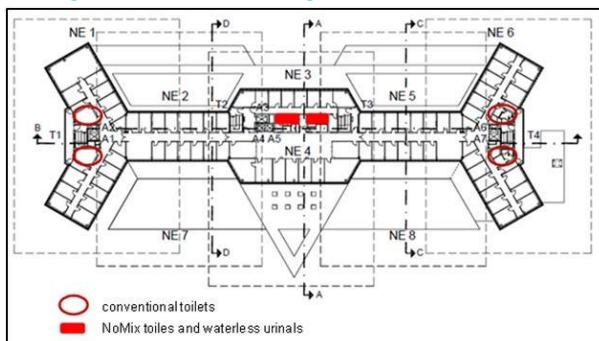 D
A
C
NE 1
NE 6
NE 3
NE 2
NE 5
T2
A3
T3
B
T1
A2
A1
A4 A5
NE 4
A6
A7
T4
NE 7
NE 8
D
C
A
conventional toilets
NoMix toiles and waterless urinals